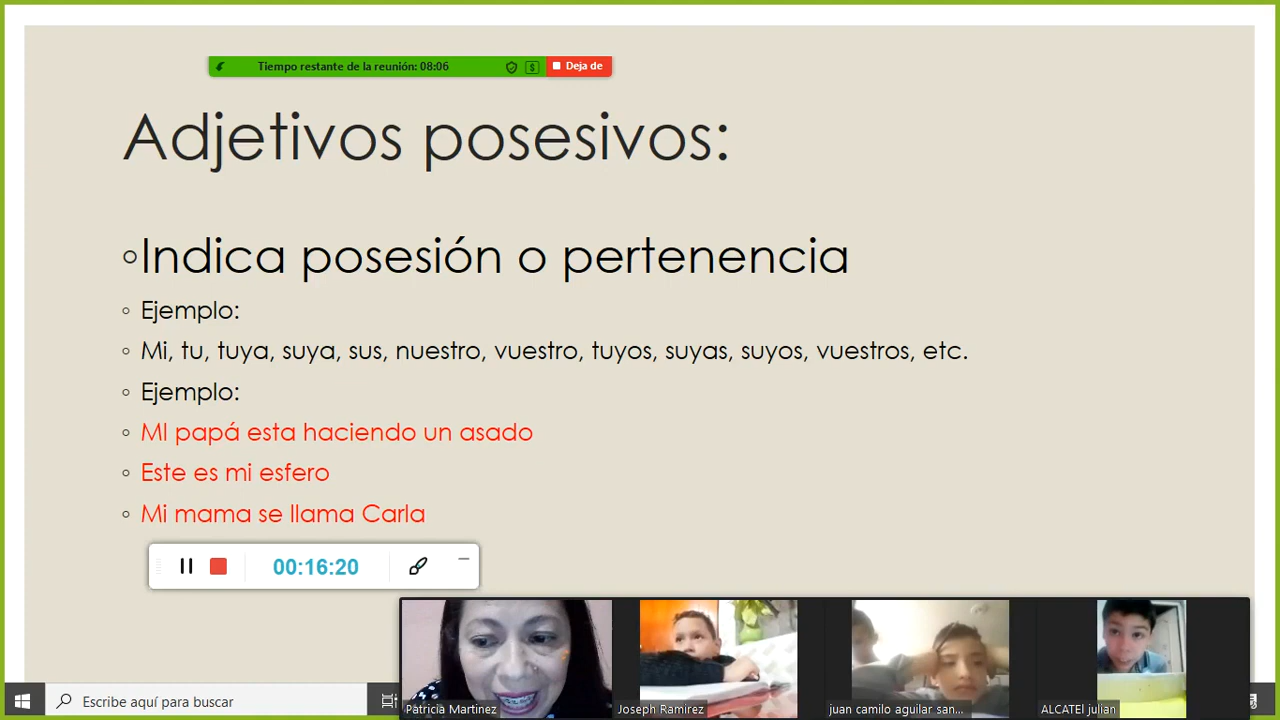 Tiempo restante de la reunión: 08:06
Deja de
Adjetivos posesivos:
Indica posesión o pertenencia
Ejemplo:
Mi, tu, tuya, suya, sus, nuestro, vuestro, tuyos, suyas, suyos, vuestros, etc.
Ejemplo:
MI papá esta haciendo un asado
Este es mi esfero
Mi mama se llama Carla
00:16:20
Patricia Martinez
Joseph Ramirez
juan camilo aguilar san...
ALCATEl julian
Escribe aquí para buscar